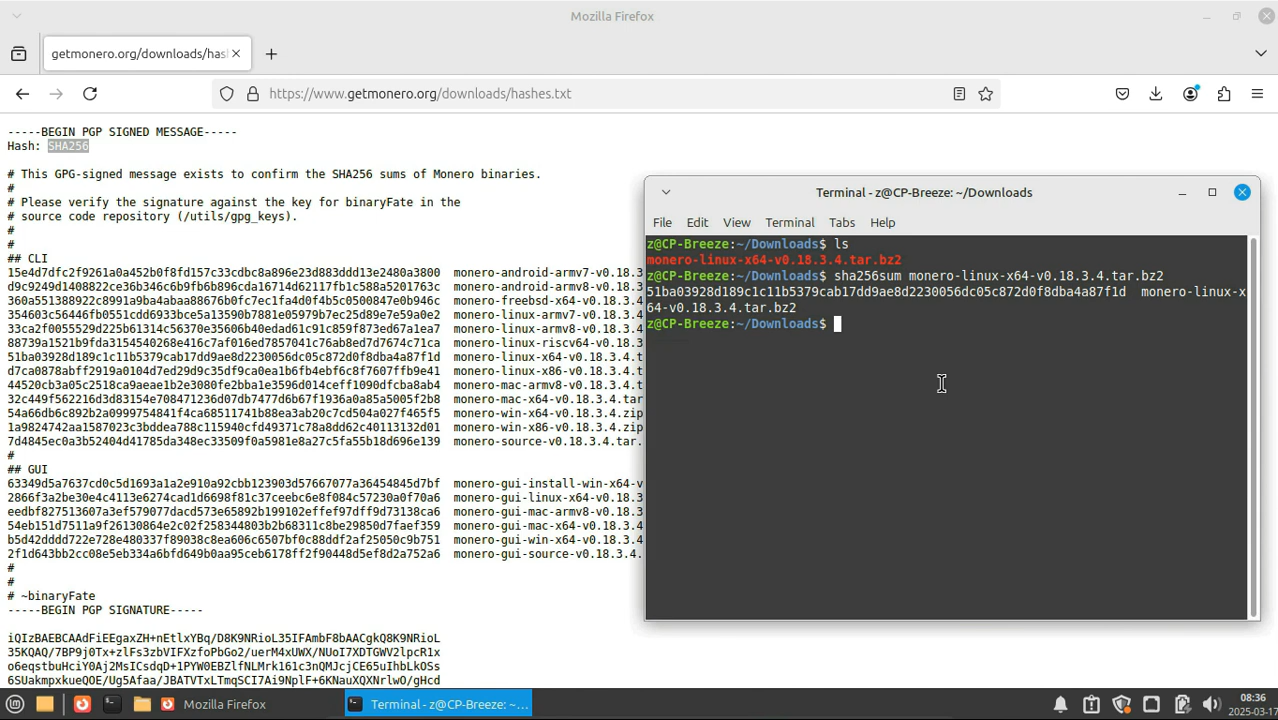 Mozilla Firefox
getmonero.org/downloads/has
https://www.getmonero.org/downloads/hashes.txt
-----BEGIN PGP SIGNED MESSAGE-----
Hash: SHA256
# This GPG-signed message exists to confirm the SHA256 sums of Monero binaries.
#
# Please verify the signature against the key for binaryFate in the
# source code repository (/utils/gpg_keys).
#
#
## CLI
15e4d7dfc2f9261a0a452fd157c33cdbc8a896e23d883ddd13e2480a3800 monero-android-armv7-v0.18.3
d9c9249d1408822ce36b346c6b9fb6b896cda16714d62117fb1c588a5201763c monero-android-armv8-v0.18.3
360a551388922c8991a9ba4abaa88676b0fc7ec1fa4d0f4b5c0500847e0b946c monero-freebsd-x64-v0.18.3.4
354603c56446fb0551cdd6933bce5a13590b7881e05979b7ec25d89e7e59a0e2 monero-linux-armv7-v0.18.3.4
33ca2f0055529d225b61314c56370e35606b40edad61c91c859f873ed67a1ea7 monero-linux-armv8-v0.18.3.4
88739a1521b9fda3154540268e416c7af016ed7857041c76ab8ed7d7674c71ca monero-linux-riscv64-v0.18.3
51ba03928d189c1c11b5379cab17dd9ae8d2230056dc05c872d0f8dba4a87f1d monero-linux-x64-v0.18.3.4.t
d7ca0878abff2919a0104d7ed29d9c35df9ca0ea1b6fb4ebf6c8f7607ffb9e41 monero-linux-x86-v0.18.3.4.t
44520cb3a05c2518ca9aeae1b2e3080fe2bba1e3596d014ceff1090dfcba8ab4 monero-mac-armv8-v0.18.3.4.t
32c449f562216d3d83154e708471236d07db7477d6b67f1936a0a85a5005f2b8 monero-mac-x64-v0.18.3.4.tar
54a66db6c892b2a0999754841f4ca68511741b88ea3ab20c7cd504a027f465f5 monero-win-x64-v0.18.3.4.zip
1a9824742aa1587023c3bddea788c115940cfd49371c78a8dd62c40113132d01 monero-win-x86-v0.18.3.4.zip
7d4845ec0a3b52404d41785da348ec33509f0a5981e8a27c5fa55b18d696e139 monero-source-v0.18.3.4.tar.
#
## GUI
63349d5a7637cd0c5d1693a1a2e910a92cbb123903d57667077a36454845d7bf monero-gui-install-win-x64-v
2866f3a2be30e4c4113e6274cad1d6698f81c37ceebc6e8f084c57230a0f70a6 monero-gui-linux-x64-v0.18.3
eedbf827513607a3ef579077dacd573e65892b199102ee6fef97dff9d73138ca6 monero-gui-mac-armv8-v0.18.3
54eb151d7511a9f26130864e2c02f258344803b2b68311c8be29850d7faef359 monero-gui-mac-x64-v0.18.3.4
b5d42dddd722e728e480337f89038c8ea606c6507bf0c88dd62af2af25050c9b751 monero-gui-win-x64-v0.18.3.4
2f1d643bb2cc08e5eb334a6bfd649b0aa95ceb6178ff2f90448d5ef8d2a752a6 monero-gui-source-v0.18.3.4.
#
#
# ~binaryFate
-----BEGIN PGP SIGNATURE-----
iQIzBAEBCAAdFiEEgaxZH+nEtlxYBq/D8K9NRioL35IFAmbF8bAACgkQ8K9NRioL
35KQAQ/7BP9j0Tx+zlFs3zbVIFXzfoPbGo2/uerM4xUWX/NUoI7XDTGWV2lpcR1x
o6eqstbuHciY0Aj2MsICsdqD+1PYW0EBZlfNLMrk161c3nQMJcjCE65uIhbLkOSs
6SUakmpxkueQOE/Ug5Afaa/JBATVTxLTmqSCI7Ai9NplF+6KNauXQXNrlwO/gHcd
Terminal - z@CP-Breeze: ~/Downloads
File Edit View Terminal Tabs Help
z@CP-Breeze:~/Downloads$ ls
monero-linux-x64-v0.18.3.4.tar.bz2
z@CP-Breeze:~/Downloads$ sha256sum monero-linux-x64-v0.18.3.4.tar.bz2
51ba03928d189c1c11b5379cab17dd9ae8d2230056dc05c872d0f8dba4a87f1d monero-linux-x
64-v0.18.3.4.tar.bz2
z@CP-Breeze:~/Downloads$
Mozilla Firefox
Terminal - z@CP-Breeze: ~...
08:36
2025-03-17